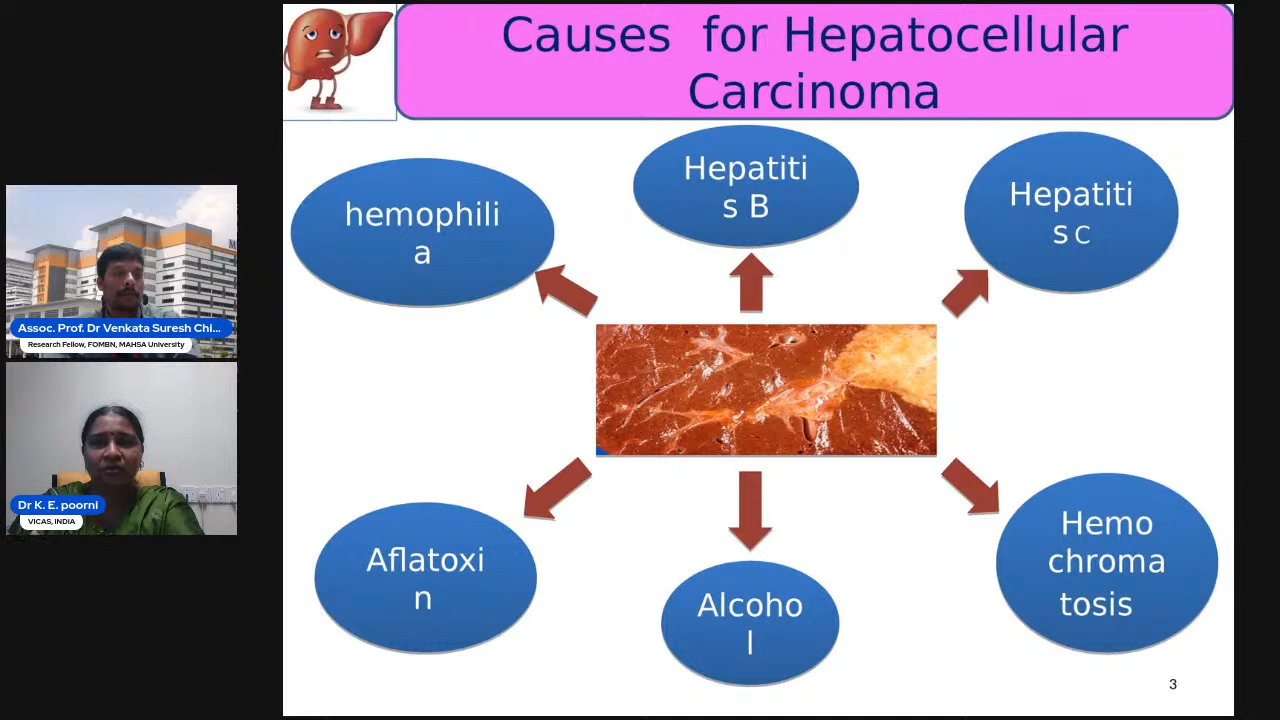 Causes for Hepatocellular
Carcinoma
hemophili
a
Hepatiti
s B
Hepatiti
s C
Aflatoxi
n
Alcoho
l
Hemo
chroma
tosis
3
Assoc. Prof. Dr Venkata Suresh Chi...
Research Fellow, FOMBN, MAHSA University
Dr K. E. poorni
VICAS, INDIA